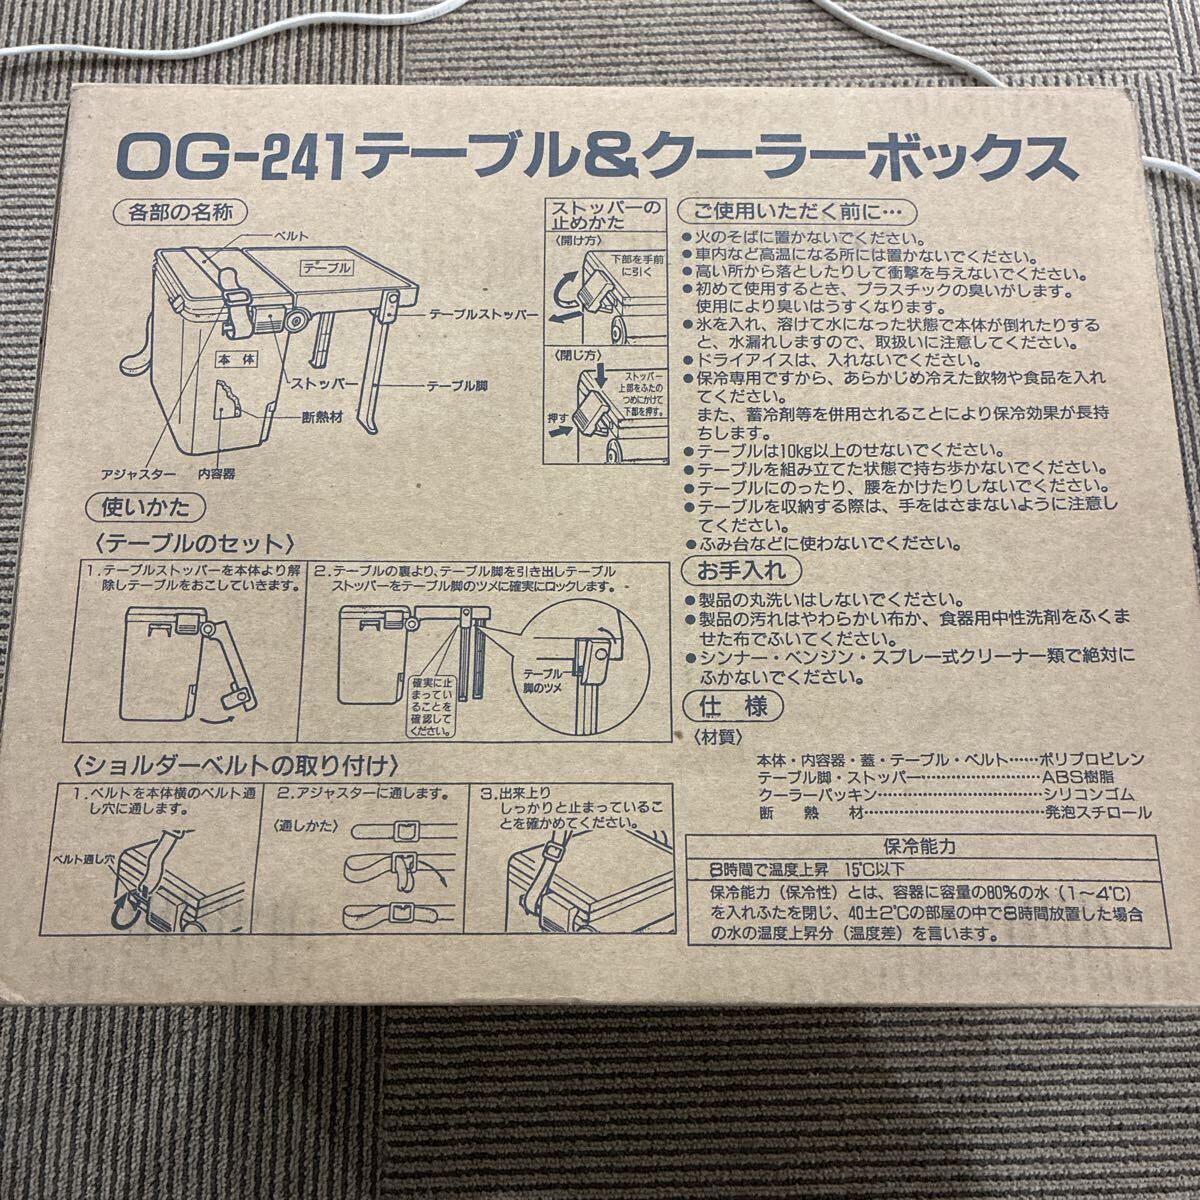 OG-241テーブル&クーラーボックス
各部の名称
ベルト
テーブル
テーブルストッパー
本体
ストッパー
テーブル脚
断熱材
アジャスター
内容器
ストッパーの
止めかた
〈開け方〉
下部を手前
に引く
〈閉じ方〉
ストッパー
上部をふたの
つめにかけて
下部を押す。
押す
使いかた
〈テーブルのセット〉
1.テーブルストッパーを本体より解
除しテーブルをおこしていきます。
2.テーブルの裏より、テーブル脚を引き出しテーブル
ストッパーをテーブル脚のツメに確実にロックします。
確実に止
まってい
ることを
確認して
ください。
テーブル
脚のツメ
〈ショルダーベルトの取り付け〉
1.ベルトを本体横のベルト通
し穴に通します。
ベルト通し穴
2.アジャスターに通します。
〈通しかた〉
3.出来上り
しっかりと止まっているこ
とを確かめてください。
ご使用いただく前に…
●火のそばに置かないでください。
●車内など高温になる所には置かないでください。
●高い所から落としたりして衝撃を与えないでください。
●初めて使用するとき、プラスチックの臭いがします。
使用により臭いはうすくなります。
●氷を入れ、溶けて水になった状態で本体が倒れたりする
と、水漏れしますので、取扱いに注意してください。
●ドライアイスは、入れないでください。
●保冷専用ですから、あらかじめ冷えた飲物や食品を入れ
てください。
また、蓄冷剤等を併用されることにより保冷効果が長持
ちします。
●テーブルは10kg以上のせないでください。
●テーブルを組み立てた状態で持ち歩かないでください。
●テーブルにのったり、腰をかけたりしないでください。
●テーブルを収納する際は、手をはさまないように注意し
てください。
●ふみ台などに使わないでください。
お手入れ
●製品の丸洗いはしないでください。
●製品の汚れはやわらかい布か、食器用中性洗剤をふくま
せた布でふいてください。
●シンナー・ベンジン・スプレー式クリーナー類で絶対に
ふかないでください。
仕様
〈材質〉
本体・内容器・蓋・テーブル・ベルト……ポリプロピレン
テーブル脚・ストッパー……………………ABS樹脂
クーラーパッキン……………………………シリコンゴム
断熱材…………………………………発泡スチロール
保冷能力
8時間で温度上昇 15℃以下
保冷能力（保冷性）とは、容器に容量の80%の水（1～4℃）
を入れふたを閉じ、40±2℃の部屋の中で8時間放置した場合
の水の温度上昇分（温度差）を言います。